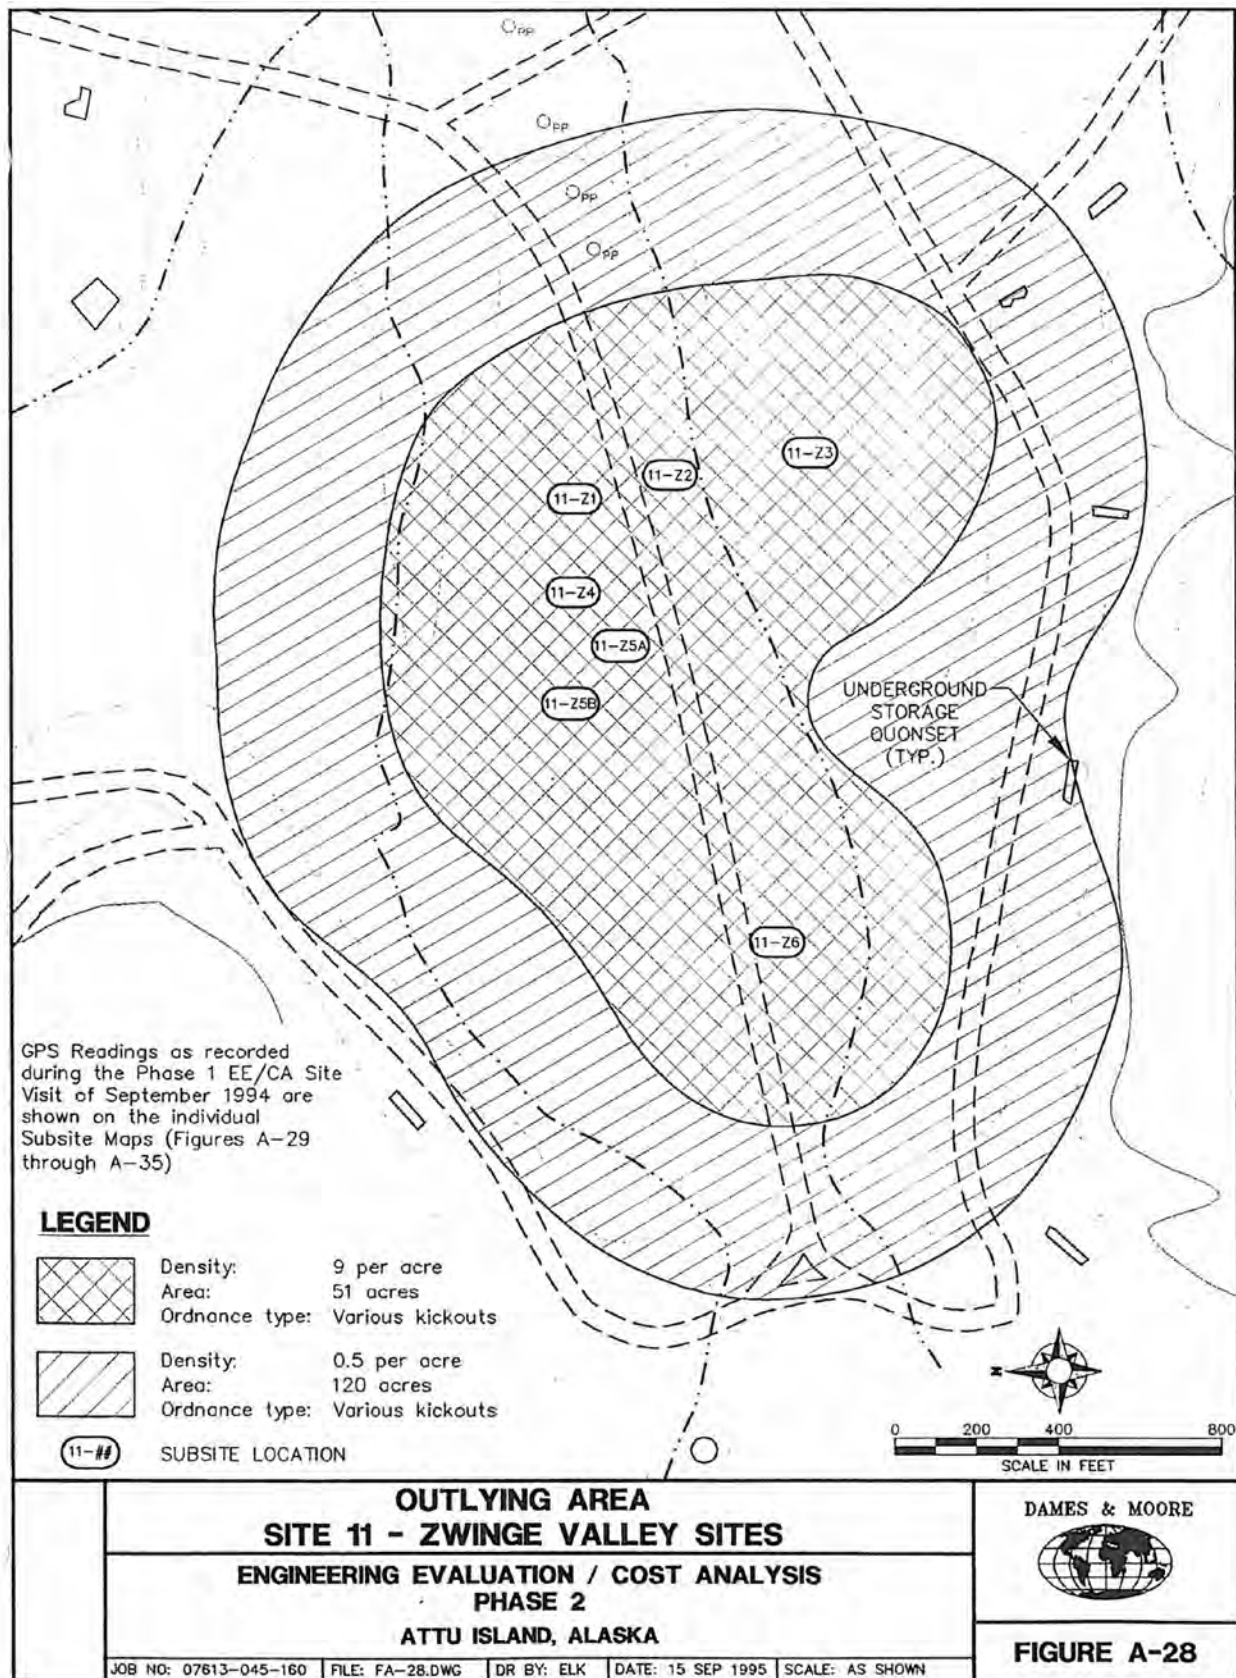 PP
PP
PP
PP
11-Z3
11-Z2
11-Z1
11-Z4
11-Z5A
11-Z5B
UNDERGROUND
STORAGE
QUONSET
(TYP.)
11-Z6
GPS Readings as recorded
during the Phase 1 EE/CA Site
Visit of September 1994 are
shown on the individual
Subsite Maps (Figures A-29
through A-35)
LEGEND
Density: 9 per acre
Area: 51 acres
Ordnance type: Various kickouts
Density: 0.5 per acre
Area: 120 acres
Ordnance type: Various kickouts
11-## SUBSITE LOCATION
N
0 200 400 800
SCALE IN FEET
OUTLYING AREA
SITE 11 - ZWINGE VALLEY SITES
ENGINEERING EVALUATION / COST ANALYSIS
PHASE 2
ATTU ISLAND, ALASKA
DAMES & MOORE
FIGURE A-28
JOB NO: 07613-045-160 FILE: FA-28.DWG DR BY: ELK DATE: 15 SEP 1995 SCALE: AS SHOWN